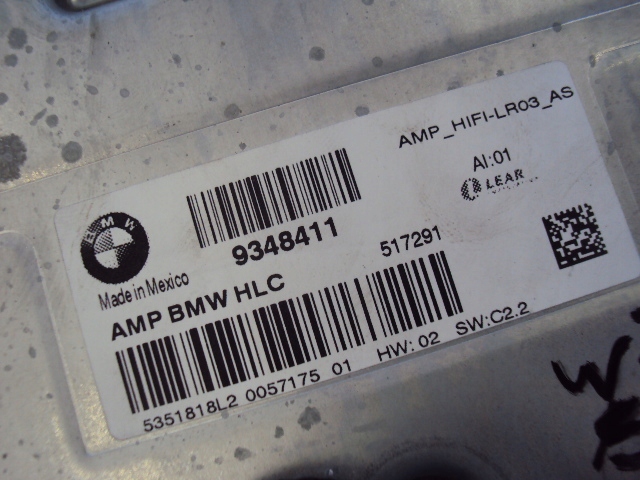 AMP_HIFI-LR03_AS
AI:01
LEAR
BMW
9348411
517291
Made in Mexico
AMP BMW HLC
5351818L2 0057175 01
HW: 02
SW:C2.2